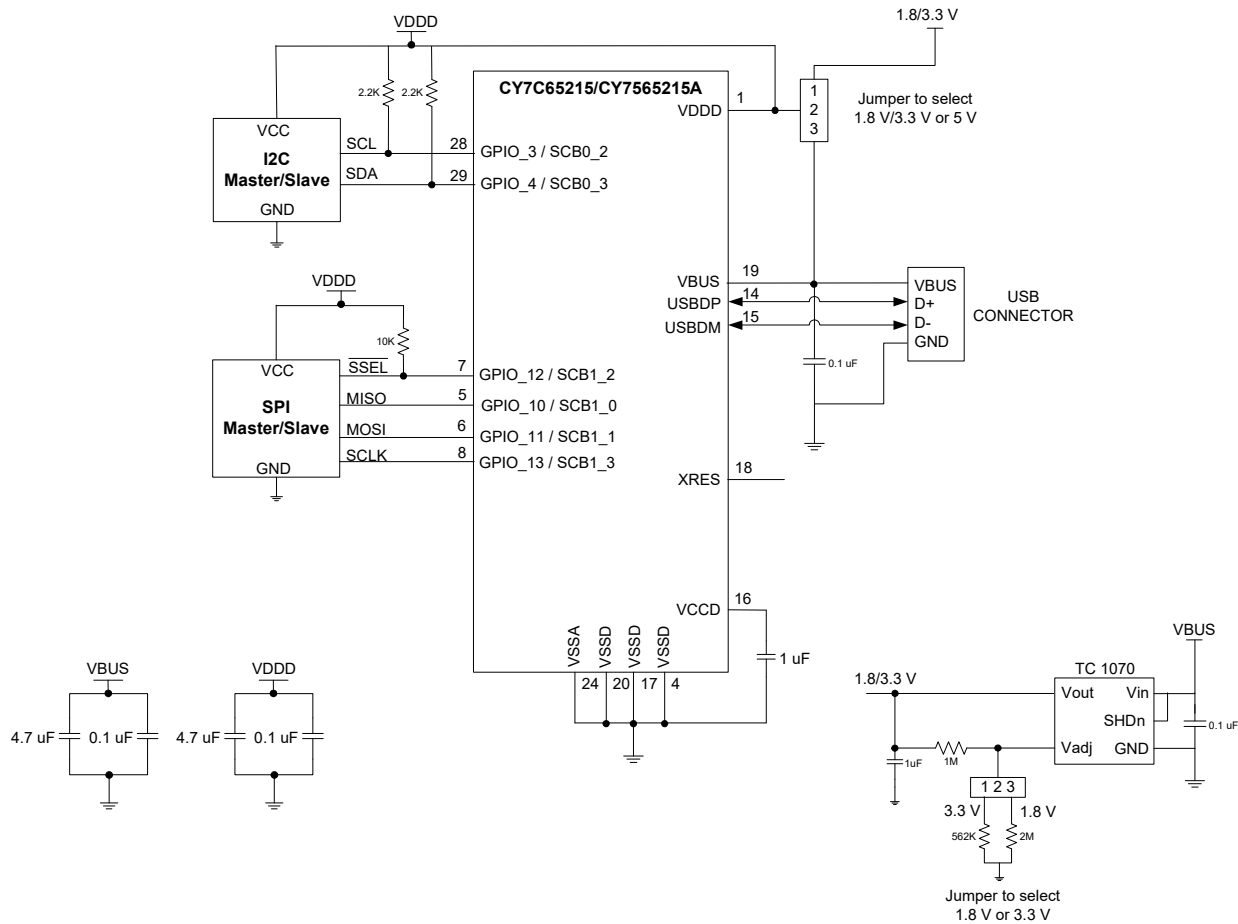 1.8/3.3 V
VDDD
CY7C65215/CY7565215A
2.2K
2.2K
VDDD
1
1
2
3
Jumper to select
1.8 V/3.3 V or 5 V
VCC
I2C
Master/Slave
GND
SCL
28
GPIO_3 / SCB0_2
SDA
29
GPIO_4 / SCB0_3
VDDD
10K
VCC
SPI
Master/Slave
GND
SSEL
7
GPIO_12 / SCB1_2
MISO
5
GPIO_10 / SCB1_0
MOSI
6
GPIO_11 / SCB1_1
SCLK
8
GPIO_13 / SCB1_3
VBUS
19
USBDP
14
USBDM
15
VBUS
D+
D-
GND
USB
CONNECTOR
0.1 uF
XRES
18
VCCD
16
1 uF
VSSA
VSSD
VSSD
VSSD
24
20
17
4
VBUS
4.7 uF
0.1 uF
VDDD
4.7 uF
0.1 uF
VBUS
TC 1070
1.8/3.3 V
Vout
Vin
SHDn
Vadj
GND
0.1 uF
1uF
1M
1 2 3
3.3 V
1.8 V
562K
2M
Jumper to select
1.8 V or 3.3 V